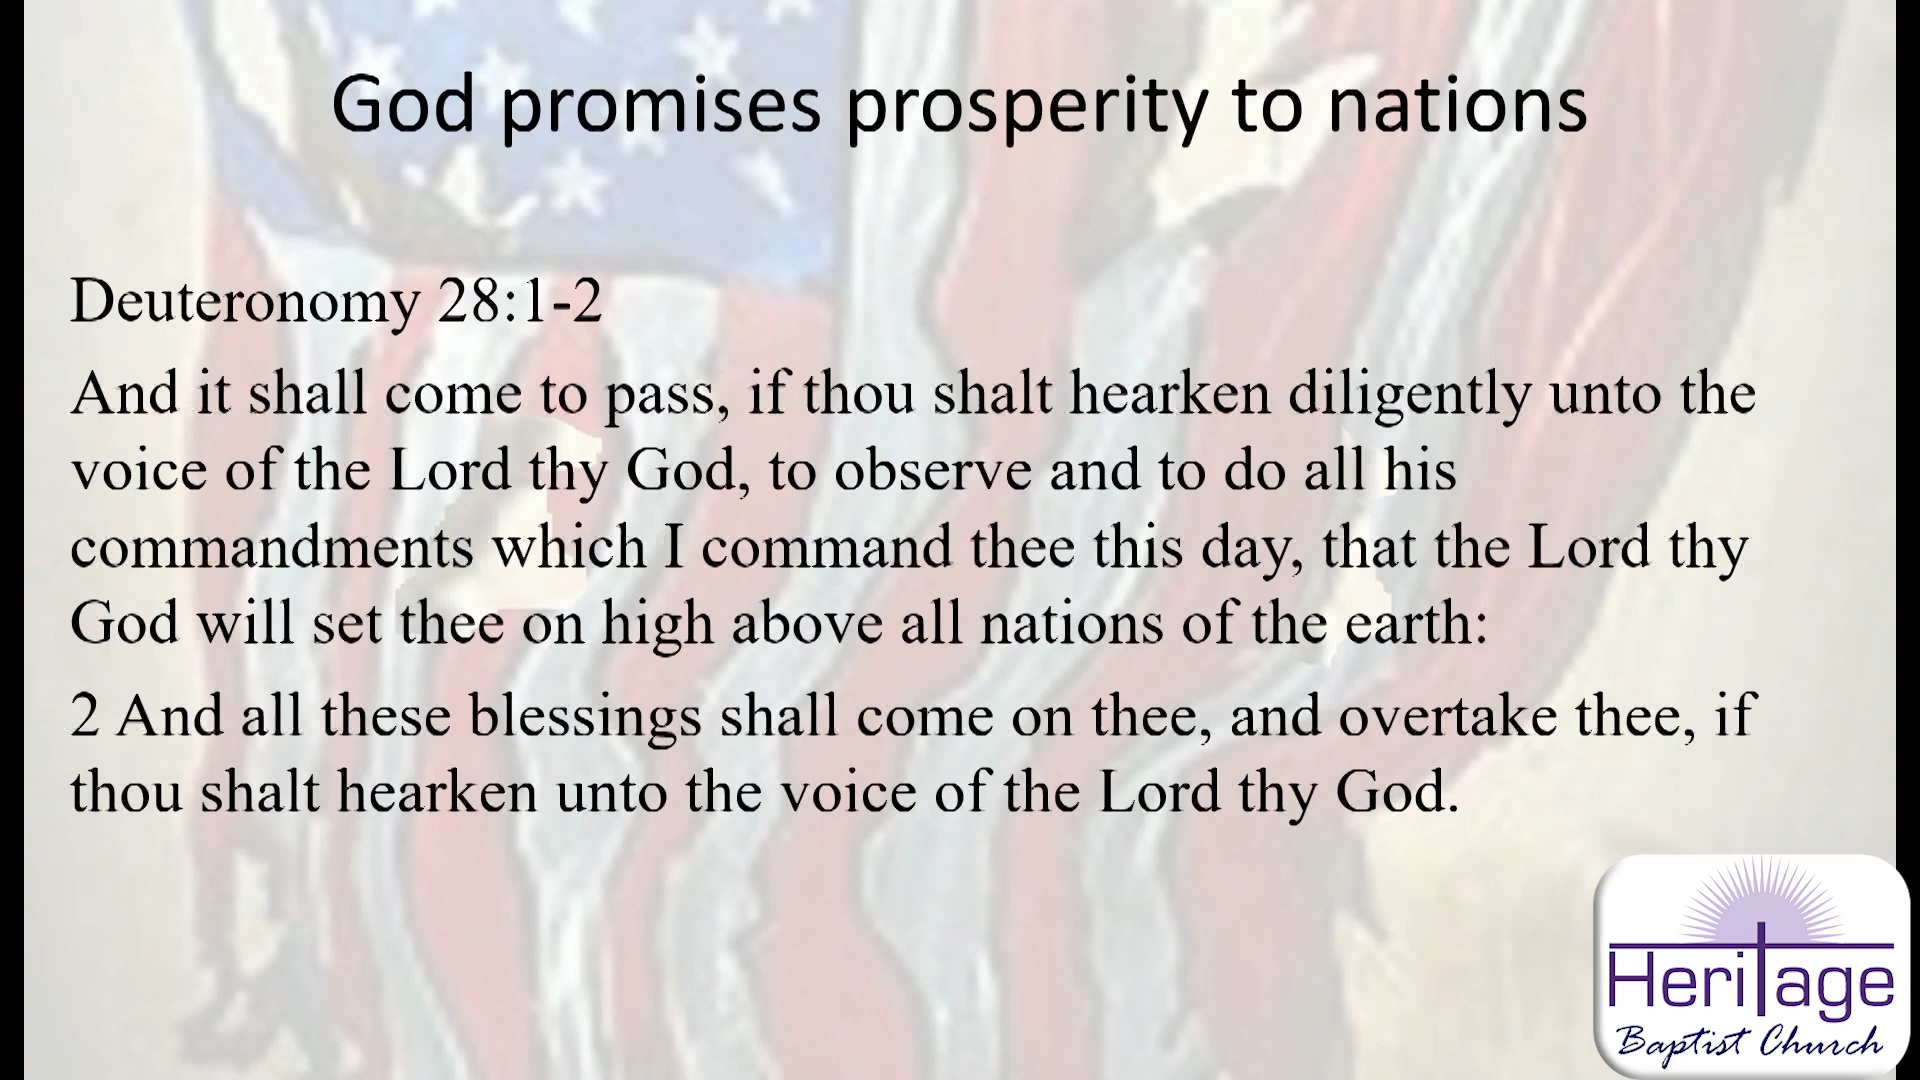 God promises prosperity to nations
Deuteronomy 28:1-2
And it shall come to pass, if thou shalt hearken diligently unto the
voice of the Lord thy God, to observe and to do all his
commandments which I command thee this day, that the Lord thy
God will set thee on high above all nations of the earth:
2 And all these blessings shall come on thee, and overtake thee, if
thou shalt hearken unto the voice of the Lord thy God.
Heritage
Baptist Church